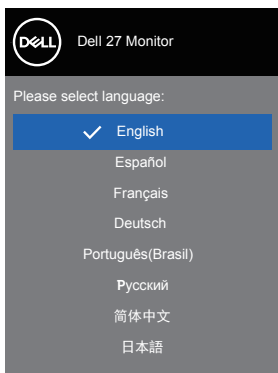 DELL
Dell 27 Monitor
Please select language:
English
Español
Français
Deutsch
Português(Brasil)
Русский
简体中文
日本語